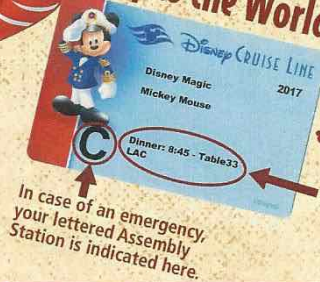 the World
Disney CRUISE LINE
Disney Magic
2017
Mickey Mouse
C
Dinner: 8:45 - Table33
LAC
In case of an emergency,
your lettered Assembly
Station is indicated here.